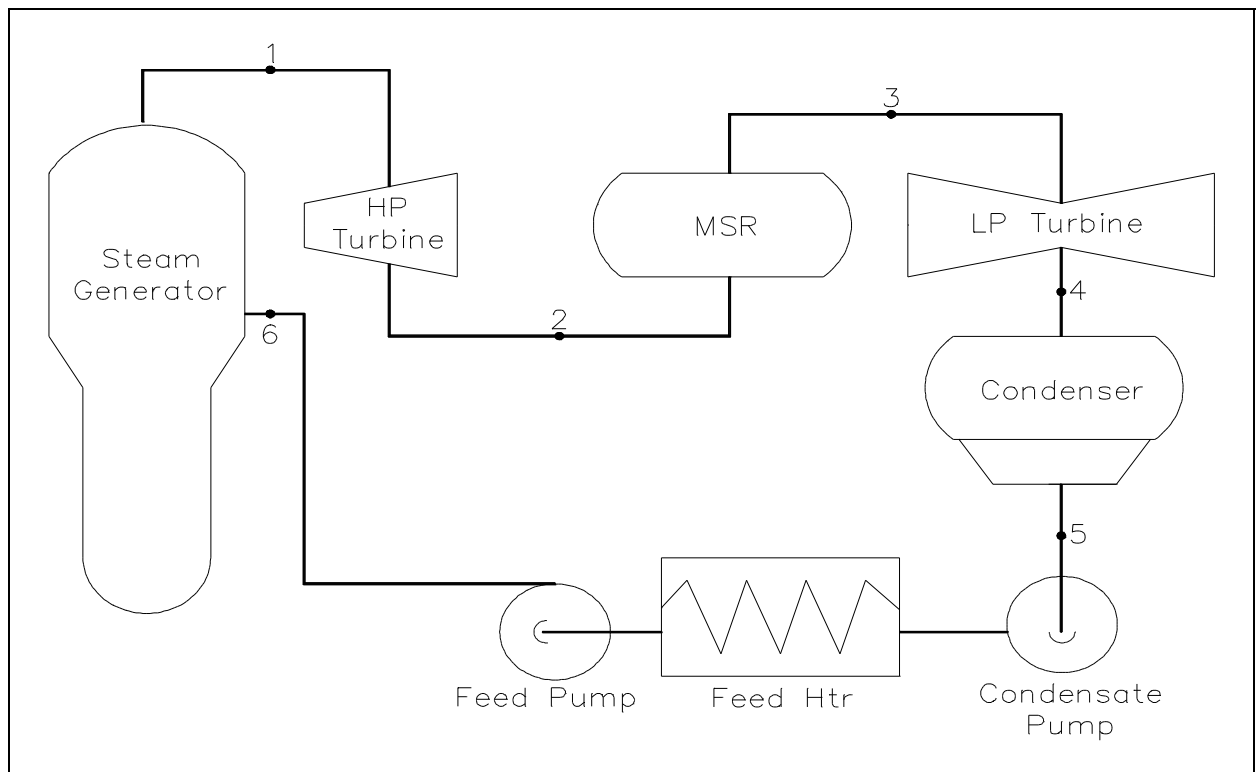 1
3
HP
Turbine
MSR
LP Turbine
Steam
Generator
4
2
6
Condenser
5
Feed Pump
Feed Htr
Condensate
Pump